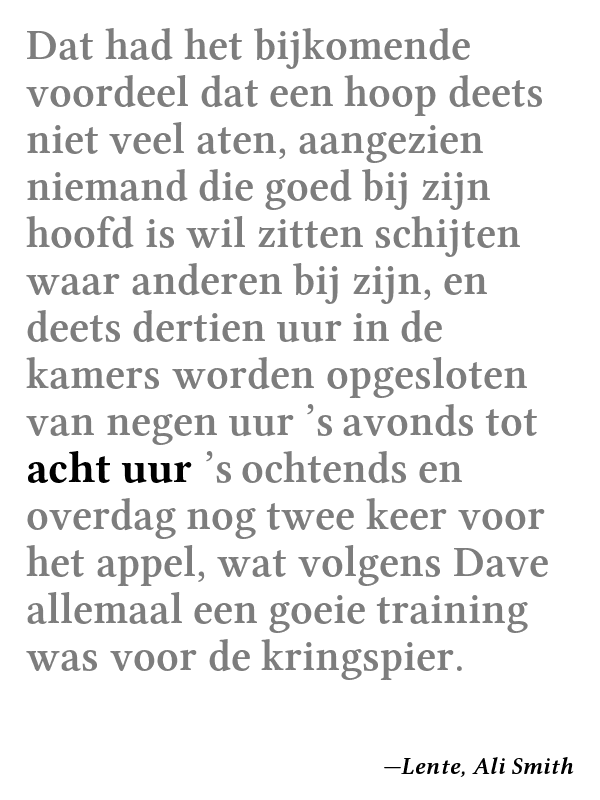 Dat had het bijkomende
voordeel dat een hoop deets
niet veel aten, aangezien
niemand die goed bij zijn
hoofd is wil zitten schijten
waar anderen bij zijn, en
deets dertien uur in de
kamers worden opgesloten
van negen uur ’s avonds tot
acht uur ’s ochtends en
overdag nog twee keer voor
het appel, wat volgens Dave
allemaal een goeie training
was voor de kringspier.
—Lente, Ali Smith